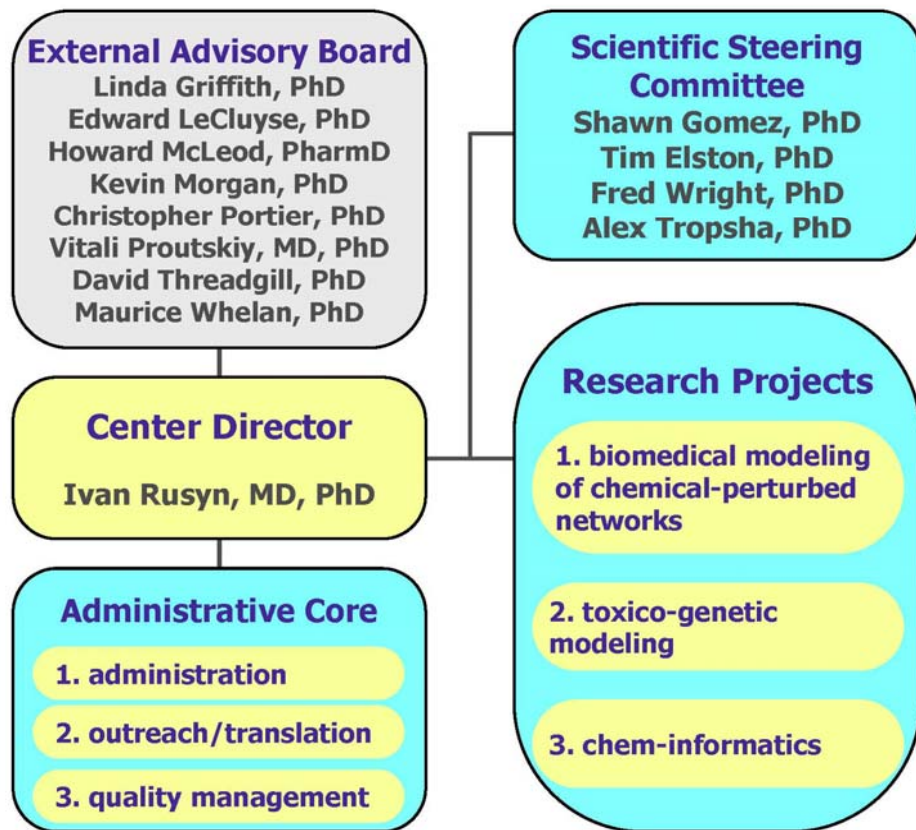 External Advisory Board
Linda Griffith, PhD
Edward LeCluyse, PhD
Howard McLeod, PharmD
Kevin Morgan, PhD
Christopher Portier, PhD
Vitali Proutskiy, MD, PhD
David Threadgill, PhD
Maurice Whelan, PhD
Scientific Steering
Committee
Shawn Gomez, PhD
Tim Elston, PhD
Fred Wright, PhD
Alex Tropsha, PhD
Center Director
Ivan Rusyn, MD, PhD
Research Projects
1. biomedical modeling
of chemical-perturbed
networks
2. toxico-genetic
modeling
3. chem-informatics
Administrative Core
1. administration
2. outreach/translation
3. quality management